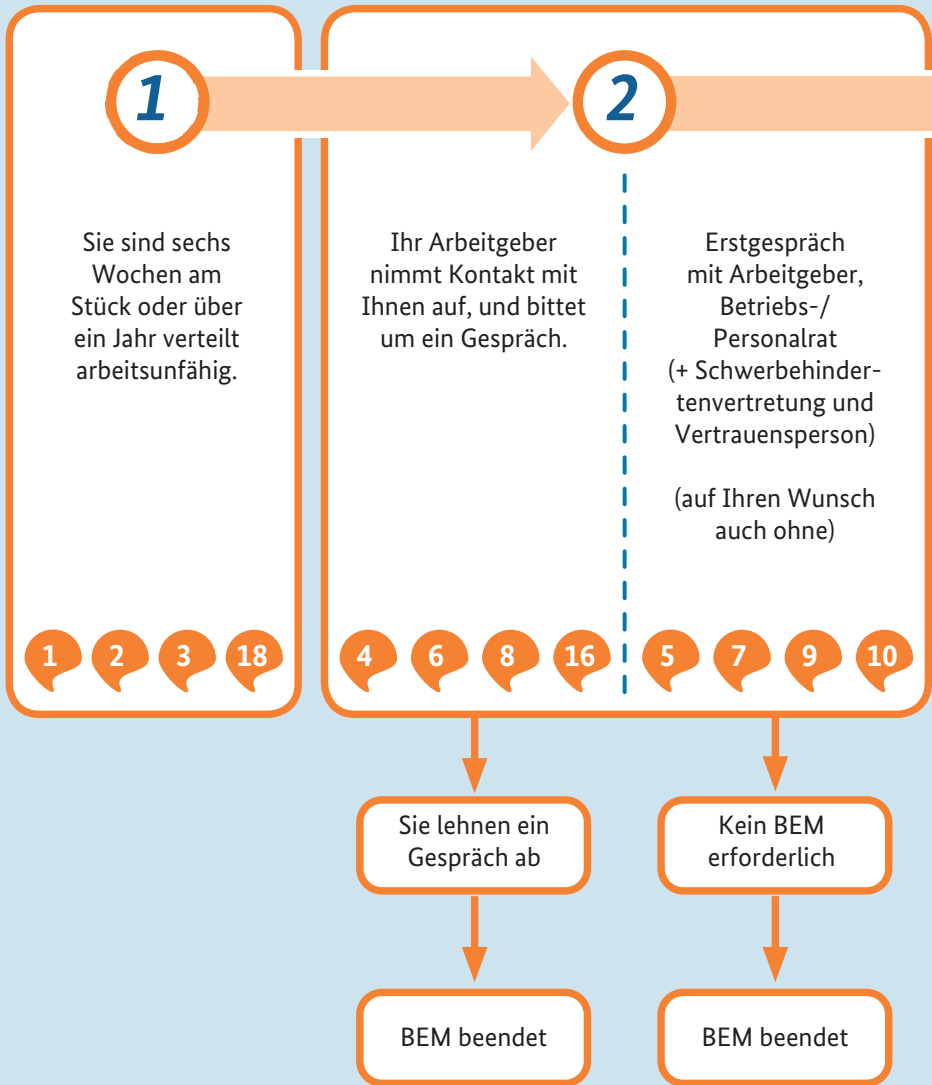 1
2
Sie sind sechs
Wochen am
Stück oder über
ein Jahr verteilt
arbeitsunfähig.
Ihr Arbeitgeber
nimmt Kontakt mit
Ihnen auf, und bittet
um ein Gespräch.
Erstgespräch
mit Arbeitgeber,
Betriebs-/
Personalrat
(+ Schwerbehinder-
tenvertretung und
Vertrauensperson)
(auf Ihren Wunsch
auch ohne)
1 2 3 18
4 6 8 16
5 7 9 10
Sie lehnen ein
Gespräch ab
Kein BEM
erforderlich
BEM beendet
BEM beendet